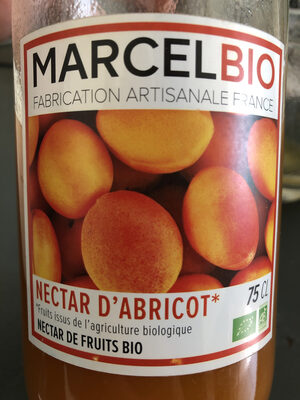 MARCELBIO
FABRICATION ARTISANALE FRANCE
NECTAR D'ABRICOT*
*Fruits issus de l'agriculture biologique
NECTAR DE FRUITS BIO
75 CL